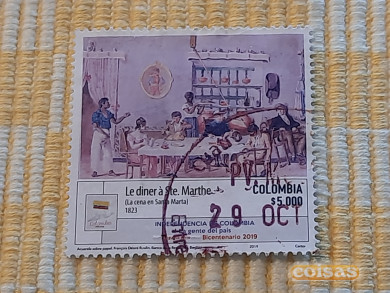 Le diner à Ste. Marthe
(La cena en Santa Marta)
1823
COLOMBIA
$5.000
29 OCT
INDEPENDENCIA DE COLOMBIA
gente del país
Bicentenario 2019
2019
coisas